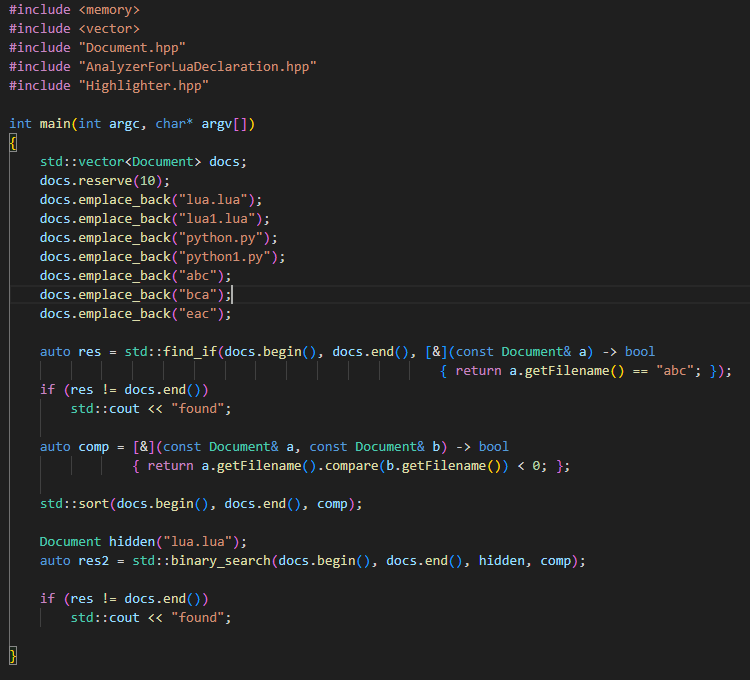 #include <memory>
#include <vector>
#include "Document.hpp"
#include "AnalyzerForLuaDeclaration.hpp"
#include "Highlighter.hpp"

int main(int argc, char* argv[])
{
    std::vector<Document> docs;
    docs.reserve(10);
    docs.emplace_back("lua.lua");
    docs.emplace_back("lua1.lua");
    docs.emplace_back("python.py");
    docs.emplace_back("python1.py");
    docs.emplace_back("abc");
    docs.emplace_back("bca");
    docs.emplace_back("eac");

    auto res = std::find_if(docs.begin(), docs.end(), [&](const Document& a) -> bool
                                                    { return a.getFilename() == "abc"; });
    if (res != docs.end())
        std::cout << "found";

    auto comp = [&](const Document& a, const Document& b) -> bool
                { return a.getFilename().compare(b.getFilename()) < 0; };

    std::sort(docs.begin(), docs.end(), comp);

    Document hidden("lua.lua");
    auto res2 = std::binary_search(docs.begin(), docs.end(), hidden, comp);

    if (res != docs.end())
        std::cout << "found";

}